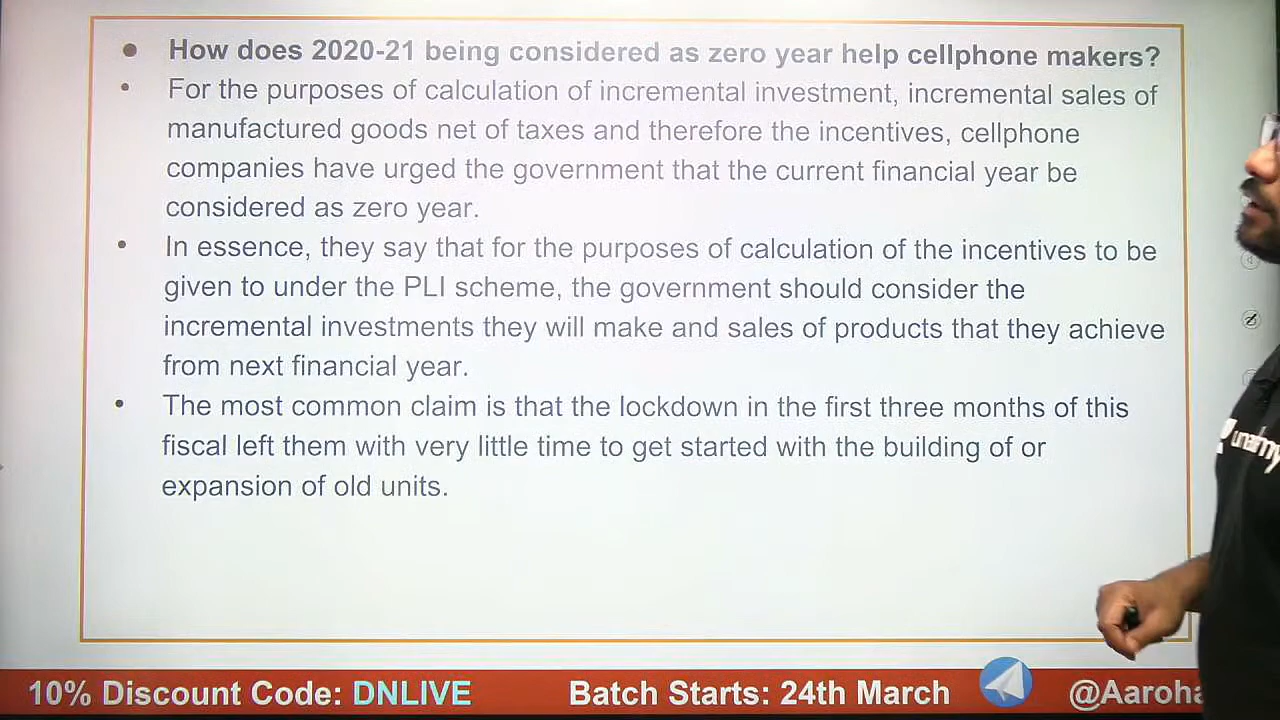 How does 2020-21 being considered as zero year help cellphone makers?
For the purposes of calculation of incremental investment, incremental sales of
manufactured goods net of taxes and therefore the incentives, cellphone
companies have urged the government that the current financial year be
considered as zero year.
In essence, they say that for the purposes of calculation of the incentives to be
given to under the PLI scheme, the government should consider the
incremental investments they will make and sales of products that they achieve
from next financial year.
The most common claim is that the lockdown in the first three months of this
fiscal left them with very little time to get started with the building of or
expansion of old units.
10% Discount Code: DNLIVE
Batch Starts: 24th March